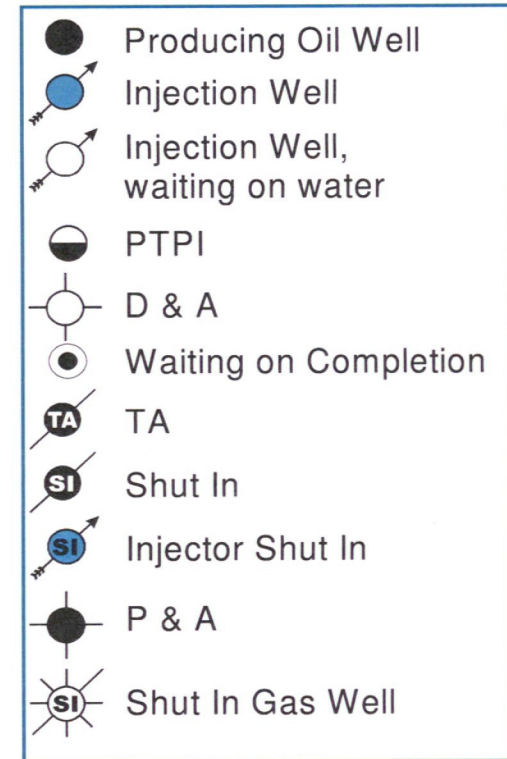 Producing Oil Well
Injection Well
Injection Well,
waiting on water
PTPI
D & A
Waiting on Completion
TA TA
SI Shut In
SI Injector Shut In
P & A
SI Shut In Gas Well